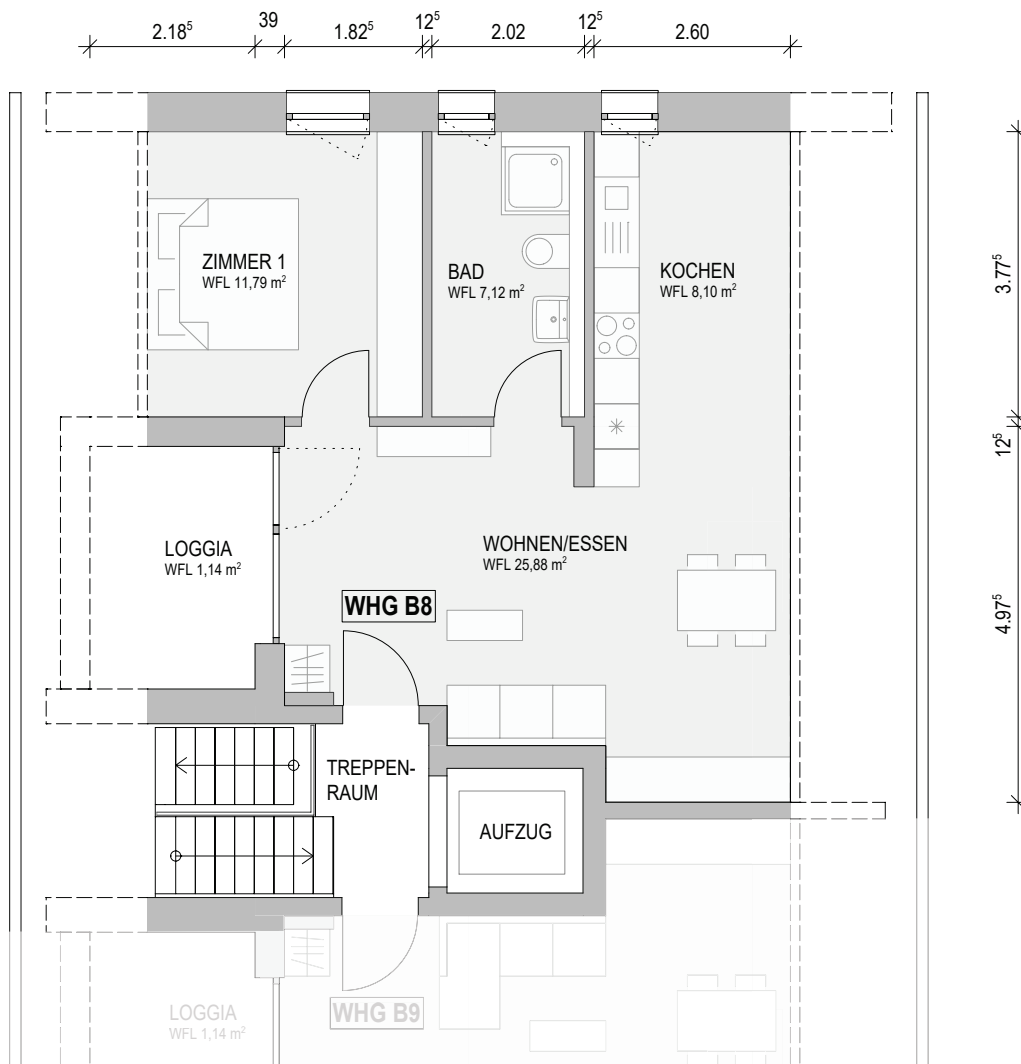 2.18⁵
39
1.82⁵
12⁵
2.02
12⁵
2.60
3.77⁵
12⁵
4.97⁵
ZIMMER 1
WFL 11,79 m²
BAD
WFL 7,12 m²
KOCHEN
WFL 8,10 m²
LOGGIA
WFL 1,14 m²
WOHNEN/ESSEN
WFL 25,88 m²
WHG B8
TREPPEN-
RAUM
AUFZUG
LOGGIA
WFL 1,14 m²
WHG B9